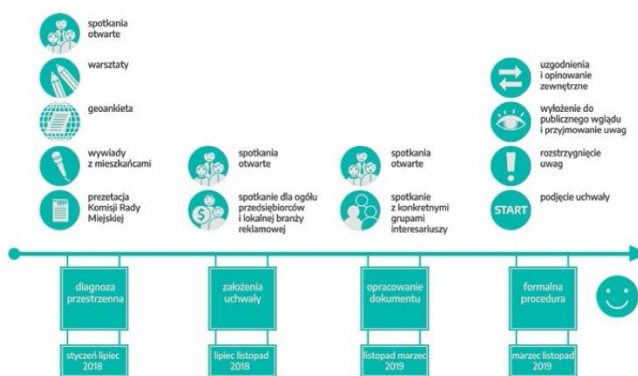 spotkania
otwarte
warsztaty
geoankieta
wywiady
z mieszkańcami
prezetacja
Komisji Rady
Miejskiej
spotkania
otwarte
spotkanie dla ogółu
przedsiębiorców
i lokalnej branży
reklamowej
spotkania
otwarte
spotkanie
z konkretnymi
grupami
interesariuszy
uzgodnienia
i opinowanie
zewnętrzne
wyłożenie do
publicznego wglądu
i przyjmowanie uwag
rozstrzygnięcie
uwag
START
podjęcie uchwały
diagnoza
przestrzenna
założenia
uchwały
opracowanie
dokumentu
formalna
procedura
styczeń lipiec
2018
lipiec listopad
2018
listopad marzec
2019
marzec listopad
2019